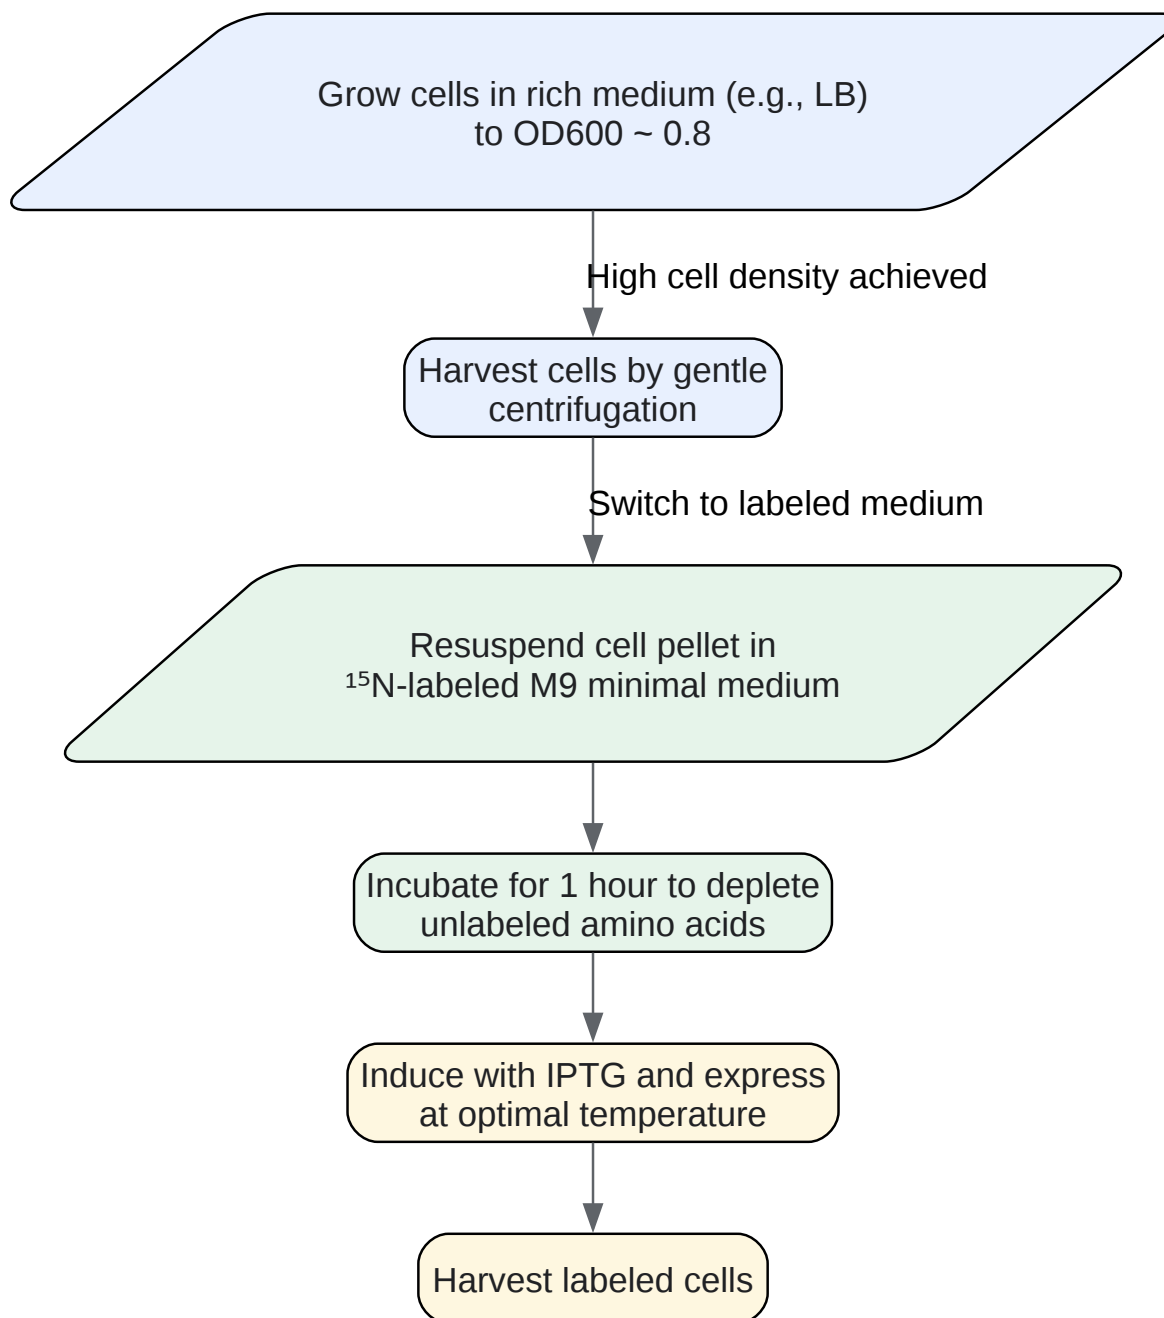 Grow cells in rich medium (e.g., LB)
to OD600 ~ 0.8
High cell density achieved
Harvest cells by gentle
centrifugation
Switch to labeled medium
Resuspend cell pellet in
¹⁵N-labeled M9 minimal medium
Incubate for 1 hour to deplete
unlabeled amino acids
Induce with IPTG and express
at optimal temperature
Harvest labeled cells